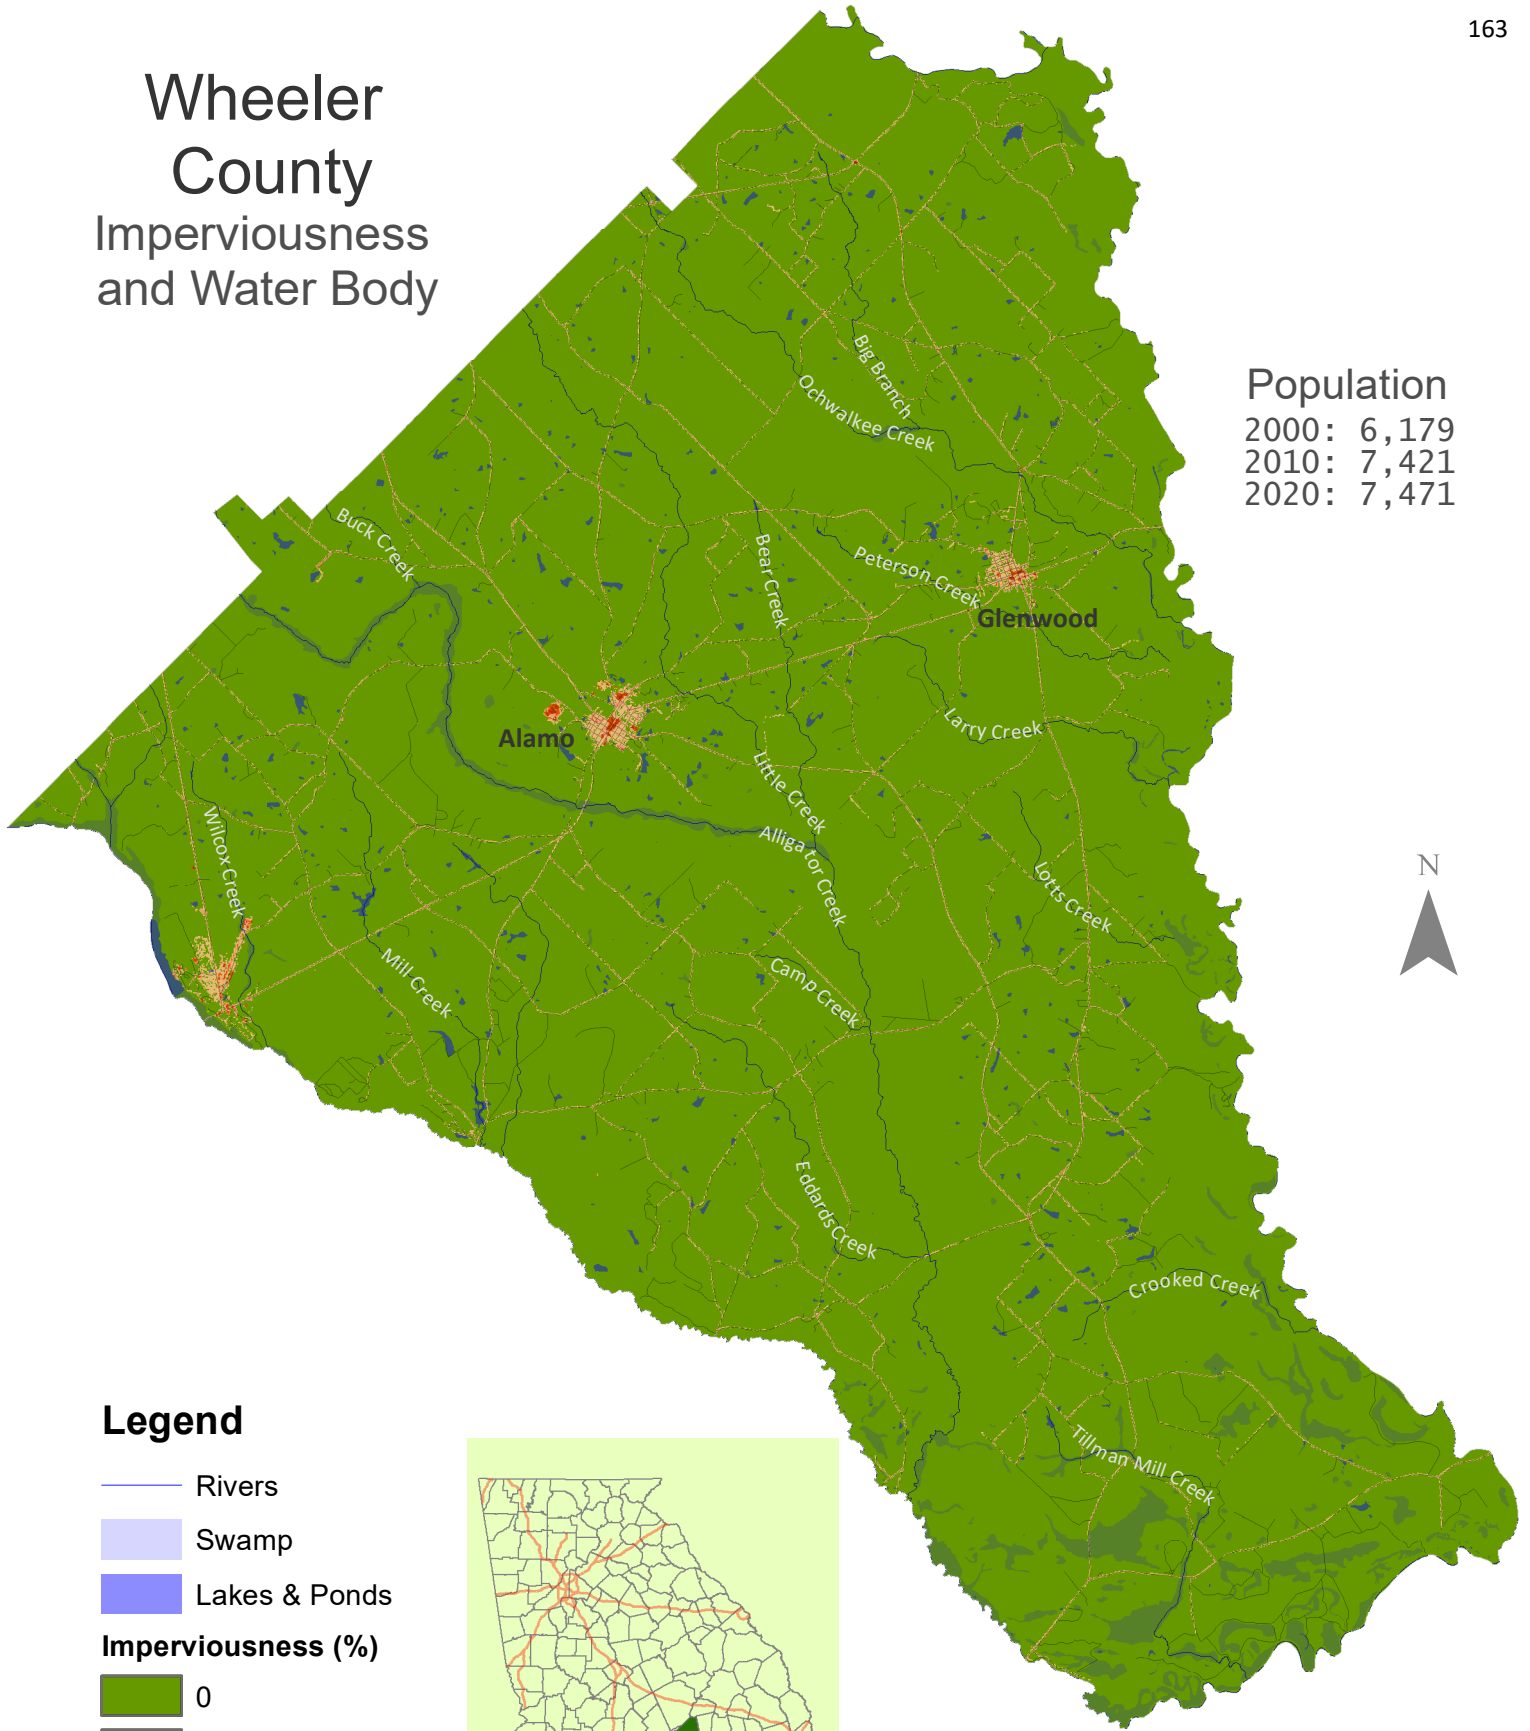 163
Wheeler
County
Imperviousness
and Water Body
Population
2000: 6,179
2010: 7,421
2020: 7,471
Big Branch
Ochwalkee Creek
Buck Creek
Bear Creek
Peterson Creek
Glenwood
Alamo
Larry Creek
Little Creek
Alligator Creek
Wilcox Creek
Lotts Creek
N
Mill Creek
Camp Creek
Eddards Creek
Crooked Creek
Tillman Mill Creek
Legend
Rivers
Swamp
Lakes & Ponds
Imperviousness (%)
0